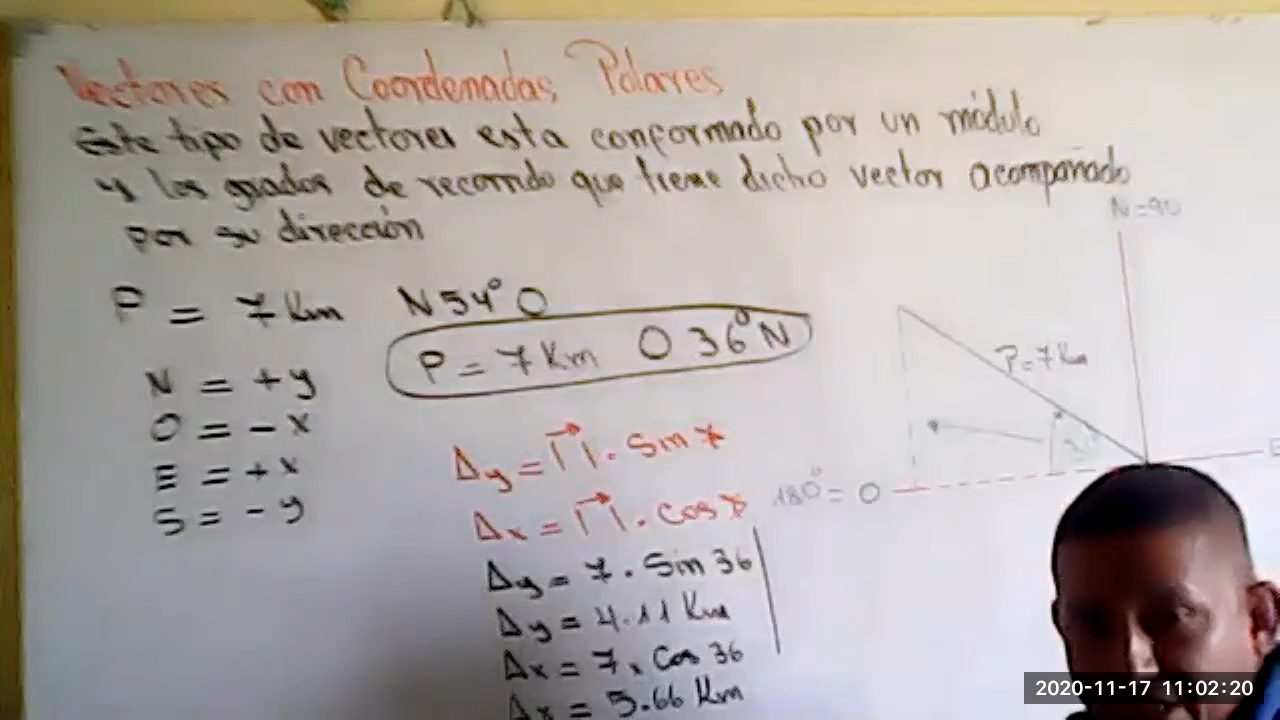 Vectores con Coordenadas Polares
Este tipo de vectores esta conformado por un módulo
y los grados de recorrido que tiene dicho vector acompañado
por su dirección
P = 7 Km N54°O
P = 7 Km O 36°N
N = +y
O = -x
E = +x
S = -y
Δy = |→|. Sin
Δx = |→|. cos
Δy = 7. Sin 36
Δy = 4.11 Km
Δx = 7 x Cos 36
Δx = 5.66 Km
N=90
P=7Km
180°= O
E
2020-11-17 11:02:20